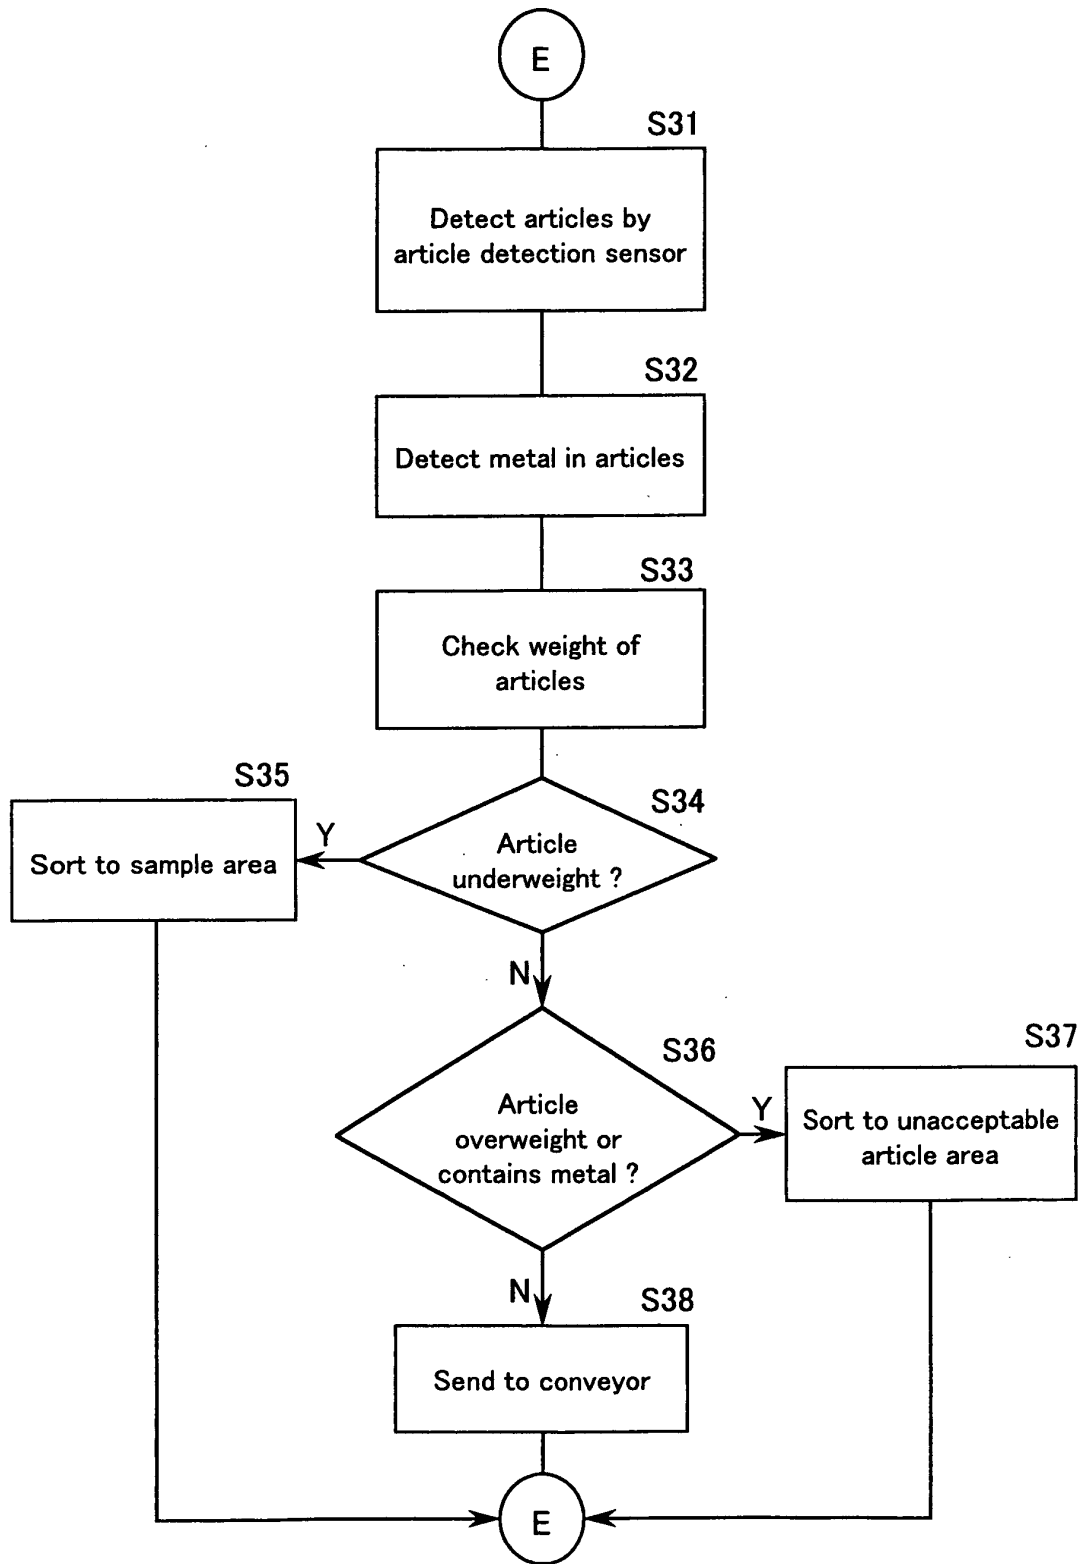 E
S31
Detect articles by
article detection sensor
S32
Detect metal in articles
S33
Check weight of
articles
S35
Sort to sample area
S34
Y
Article
underweight ?
N
S36
Article
overweight or
contains metal ?
Y
S37
Sort to unacceptable
article area
N
S38
Send to conveyor
E